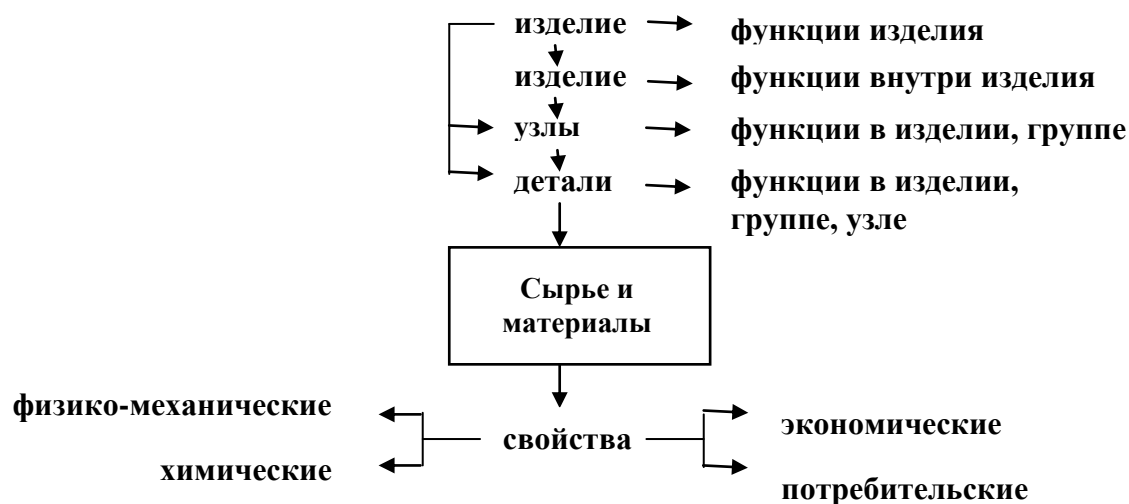 изделие функции изделия
изделие функции внутри изделия
узлы функции в изделии, группе
детали функции в изделии,
группе, узле
Сырье и
материалы
физико-механические
экономические
свойства
химические
потребительские